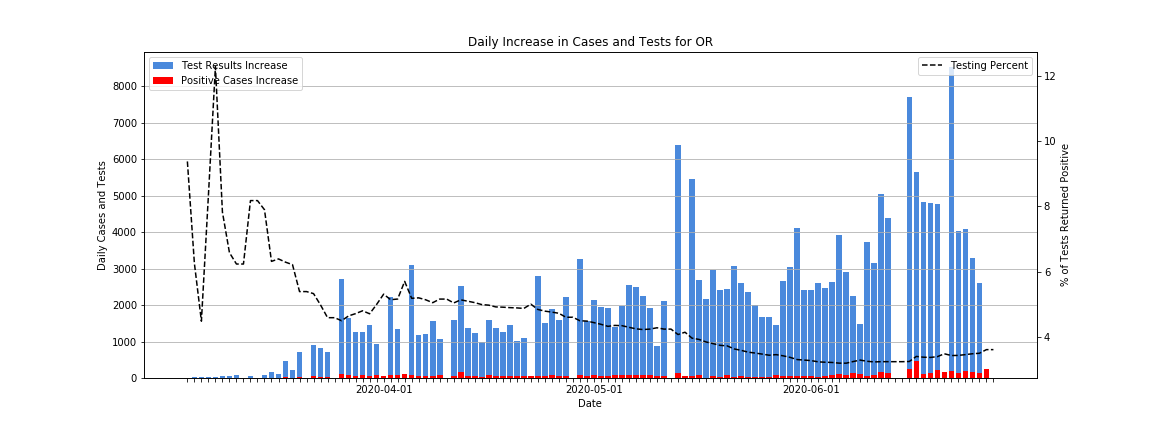 Daily Increase in Cases and Tests for OR
Test Results Increase
Positive Cases Increase
Testing Percent
8000
7000
6000
5000
4000
3000
2000
1000
0
Daily Cases and Tests
12
10
8
6
4
% of Tests Returned Positive
2020-04-01
2020-05-01
2020-06-01
Date